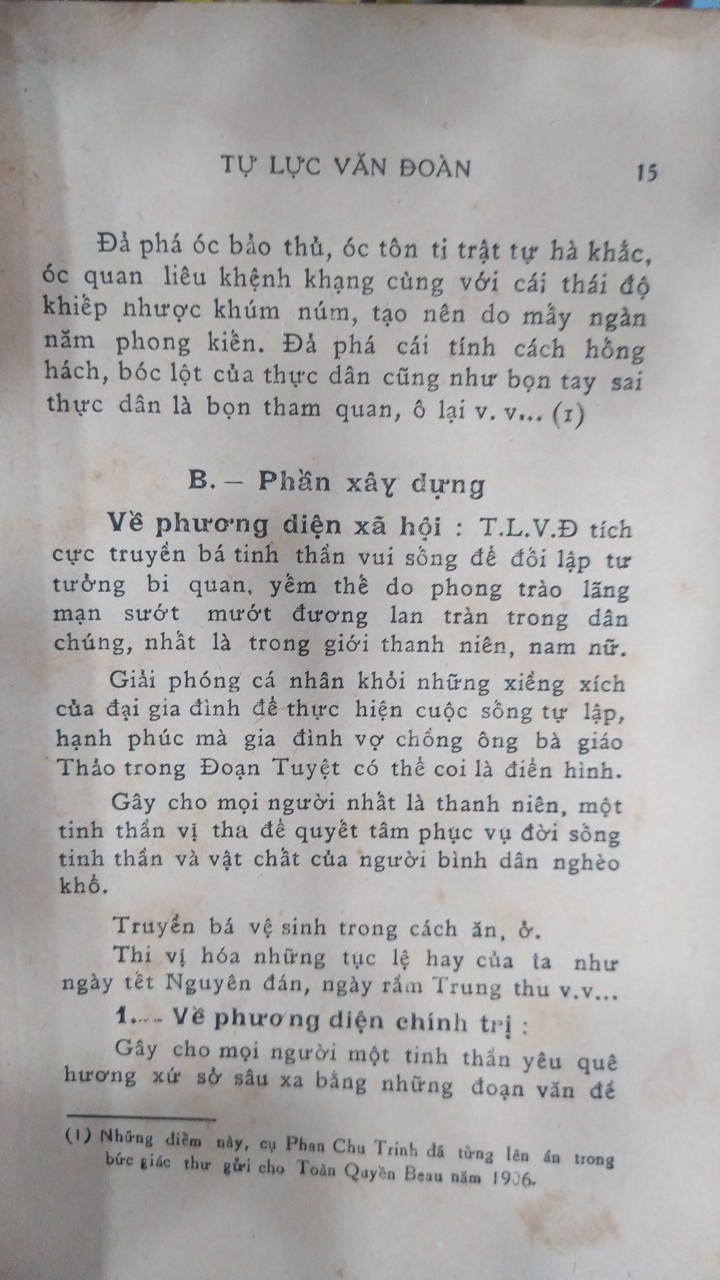 TỰ LỰC VĂN ĐOÀN 15
Đả phá óc bảo thủ, óc tôn ti trật tự hà khắc,
óc quan liêu khệnh khạng cùng với cái thái độ
khiếp nhược khúm núm, tạo nên do mấy ngàn
năm phong kiến. Đả phá cái tính cách hống
hách, bóc lột của thực dân cũng như bọn tay sai
thực dân là bọn tham quan, ô lại v. v... (1)
B. — Phần xây dựng
Về phương diện xã hội : T.L.V.Đ tích
cực truyền bá tinh thần vui sống để đối lập tư
tưởng bi quan, yếm thế do phong trào lãng
mạn sướt mướt đương lan tràn trong dân
chúng, nhất là trong giới thanh niên, nam nữ.
Giải phóng cá nhân khỏi những xiềng xích
của đại gia đình để thực hiện cuộc sống tự lập,
hạnh phúc mà gia đình vợ chồng ông bà giáo
Thảo trong Đoạn Tuyệt có thể coi là điển hình.
Gây cho mọi người nhất là thanh niên, một
tinh thần vị tha để quyết tâm phục vụ đời sống
tinh thần và vật chất của người bình dân nghèo
khổ.
Truyền bá vệ sinh trong cách ăn, ở.
Thi vị hóa những tục lệ hay của ta như
ngày tết Nguyên đán, ngày rằm Trung thu v.v...
1.— Về phương diện chính trị :
Gây cho mọi người một tinh thần yêu quê
hương xứ sở sâu xa bằng những đoạn văn để
(1) Những điểm này, cụ Phan Chu Trinh đã từng lên án trong
bức giác thư gửi cho Toàn Quyền Beau năm 1906.